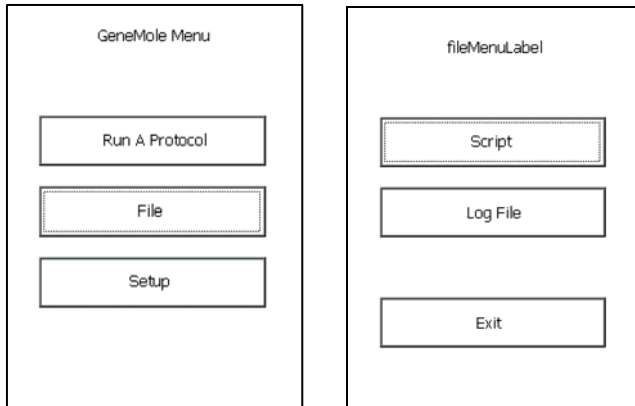 GeneMole Menu
Run A Protocol
File
Setup
fileMenuLabel
Script
Log File
Exit